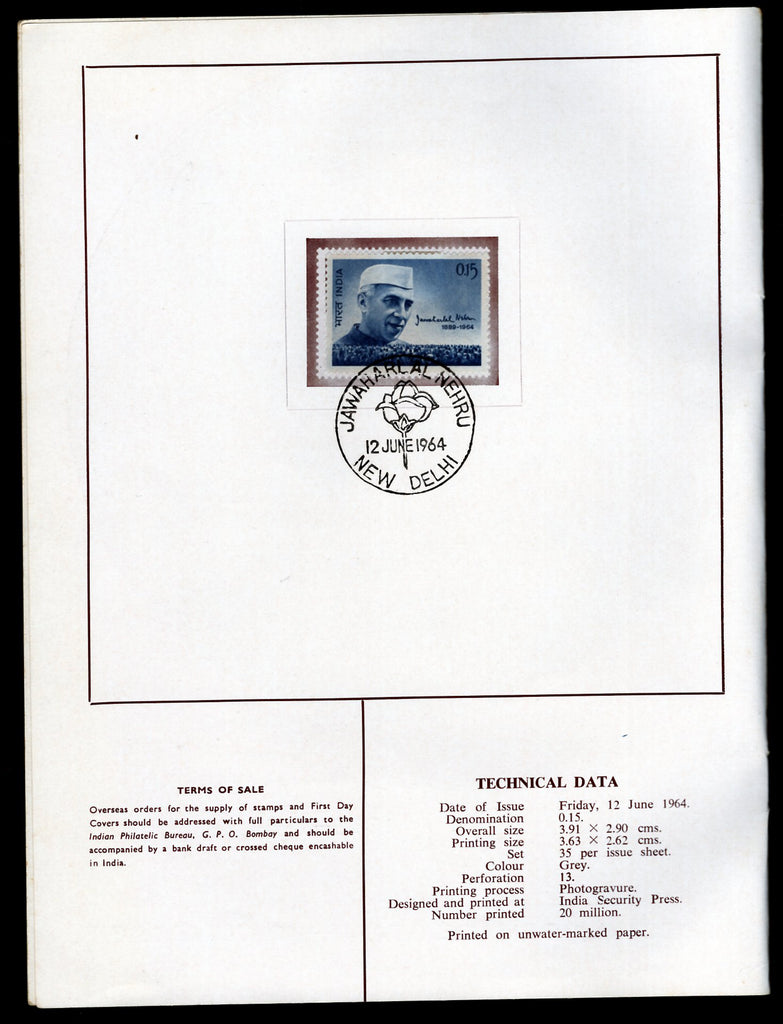 भारत INDIA
0.15
Jawaharlal Nehru
1889-1964
JAWAHARLAL NEHRU
12 JUNE 1964
NEW DELHI
TERMS OF SALE
Overseas orders for the supply of stamps and First Day
Covers should be addressed with full particulars to the
Indian Philatelic Bureau, G. P. O. Bombay and should be
accompanied by a bank draft or crossed cheque encashable
in India.
TECHNICAL DATA
Date of Issue Friday, 12 June 1964.
Denomination 0.15.
Overall size 3.91 × 2.90 cms.
Printing size 3.63 × 2.62 cms.
Set 35 per issue sheet.
Colour Grey.
Perforation 13.
Printing process Photogravure.
Designed and printed at India Security Press.
Number printed 20 million.
Printed on unwater-marked paper.